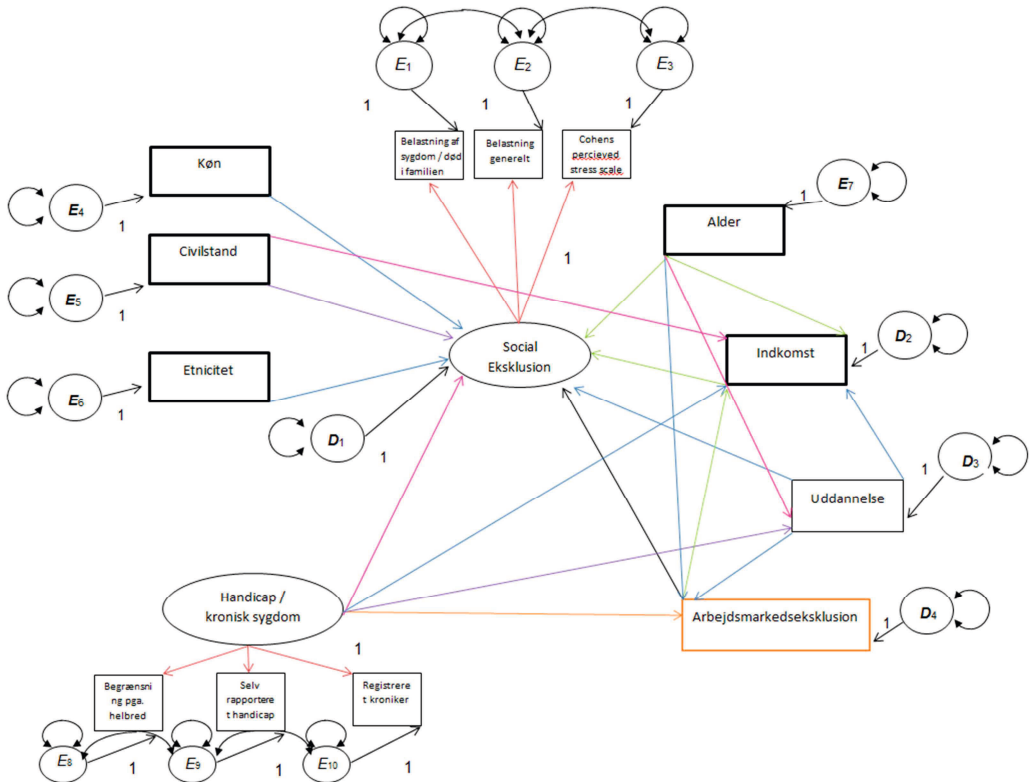 E1
E2
E3
1
1
1
Belastning af
sygdom / død
i familien
Belastning
generelt
Cohens
percieved
stress scale
Køn
E4
1
Civilstand
E5
1
Etnicitet
E6
1
1
Social
Eksklusion
D1
1
Alder
E7
1
Indkomst
D2
1
Uddannelse
D3
1
Arbejdsmarkedseksklusion
D4
1
Handicap /
kronisk sygdom
1
Begrænsni
ng pga.
helbred
Selv
rapportere
t handicap
Registrere
t kroniker
E8
1
E9
1
E10
1